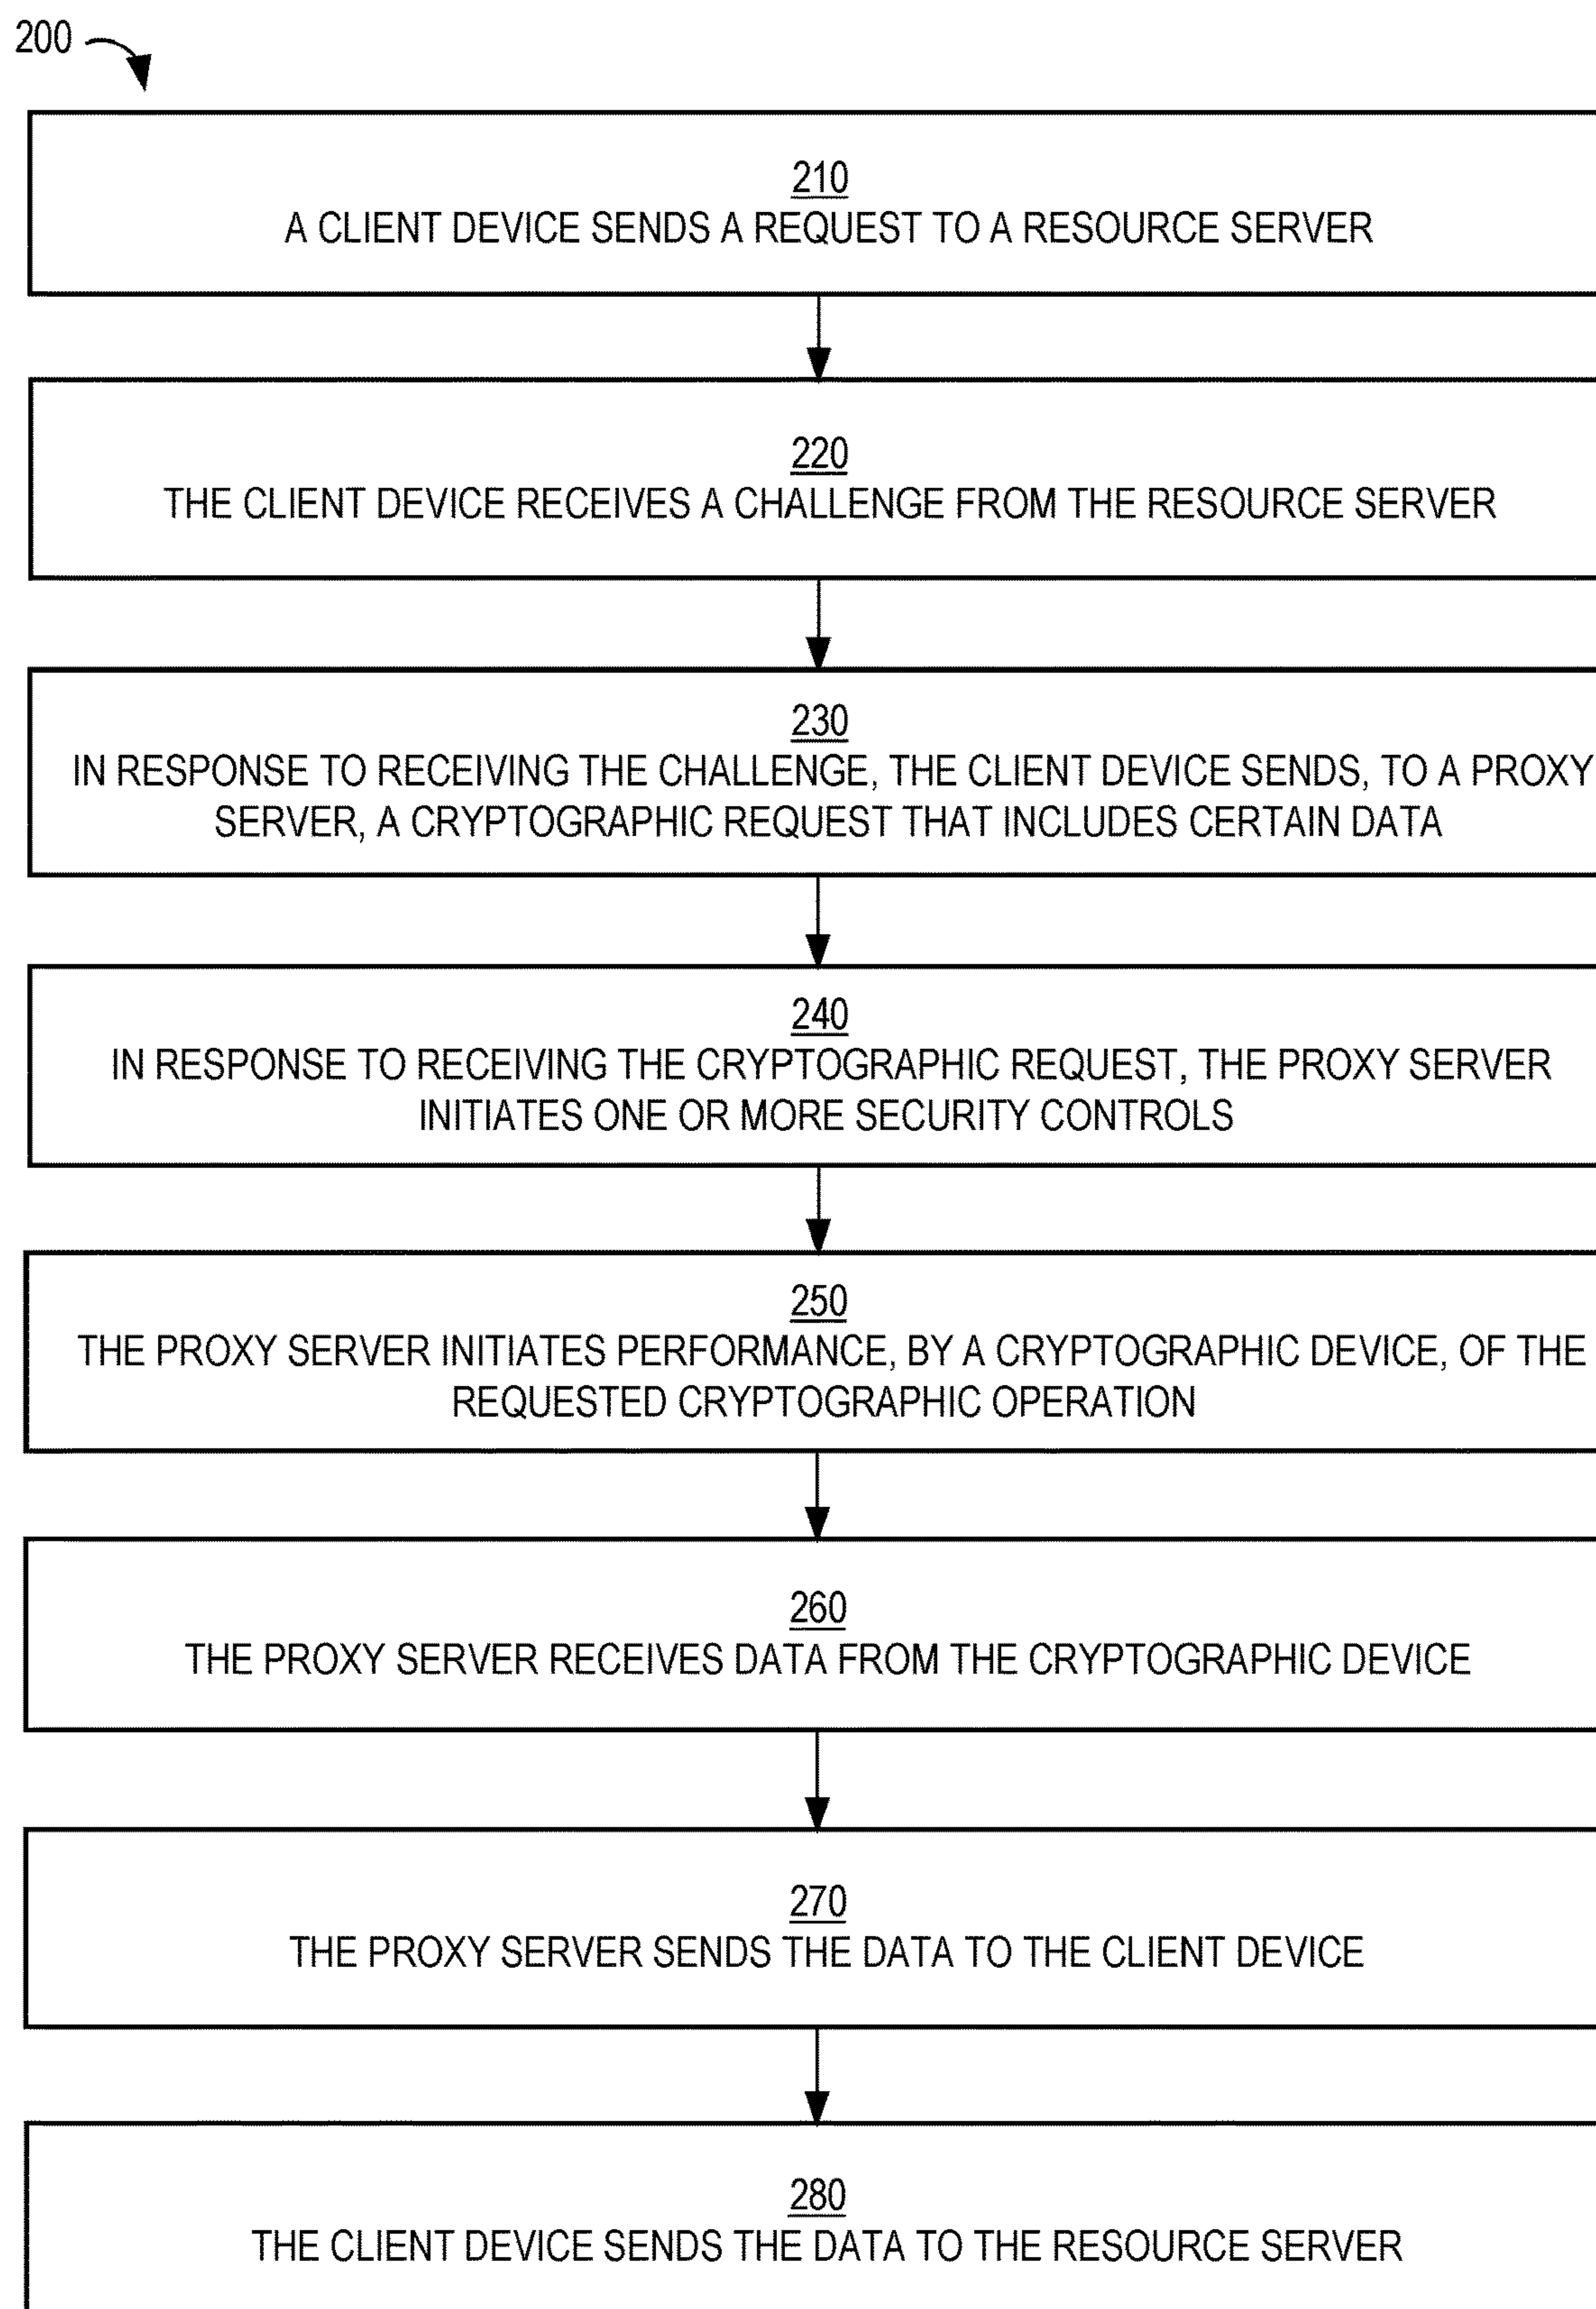 200
210
A CLIENT DEVICE SENDS A REQUEST TO A RESOURCE SERVER
220
THE CLIENT DEVICE RECEIVES A CHALLENGE FROM THE RESOURCE SERVER
230
IN RESPONSE TO RECEIVING THE CHALLENGE, THE CLIENT DEVICE SENDS, TO A PROXY
SERVER, A CRYPTOGRAPHIC REQUEST THAT INCLUDES CERTAIN DATA
240
IN RESPONSE TO RECEIVING THE CRYPTOGRAPHIC REQUEST, THE PROXY SERVER
INITIATES ONE OR MORE SECURITY CONTROLS
250
THE PROXY SERVER INITIATES PERFORMANCE, BY A CRYPTOGRAPHIC DEVICE, OF THE
REQUESTED CRYPTOGRAPHIC OPERATION
260
THE PROXY SERVER RECEIVES DATA FROM THE CRYPTOGRAPHIC DEVICE
270
THE PROXY SERVER SENDS THE DATA TO THE CLIENT DEVICE
280
THE CLIENT DEVICE SENDS THE DATA TO THE RESOURCE SERVER